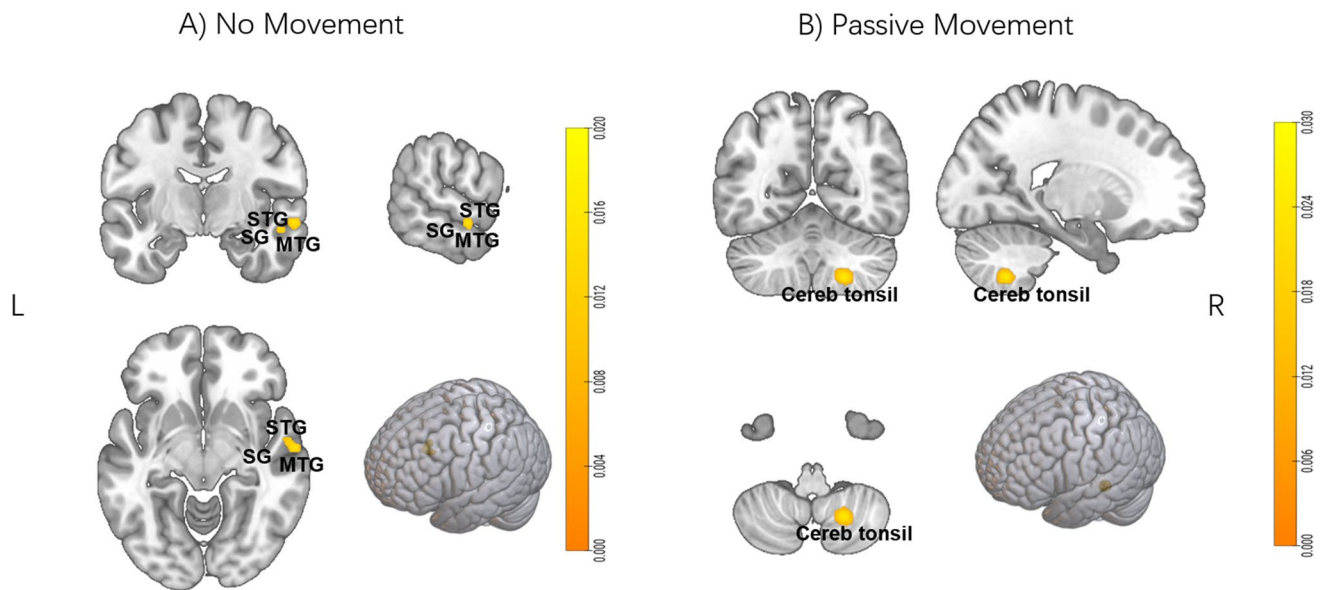 A) No Movement
B) Passive Movement
STG
SG
MTG
STG
SG
MTG
0.020
0.016
0.012
0.008
0.004
0.000
Cereb tonsil
Cereb tonsil
0.030
0.024
0.018
0.012
0.006
0.000
L
R
STG
SG
MTG
Cereb tonsil